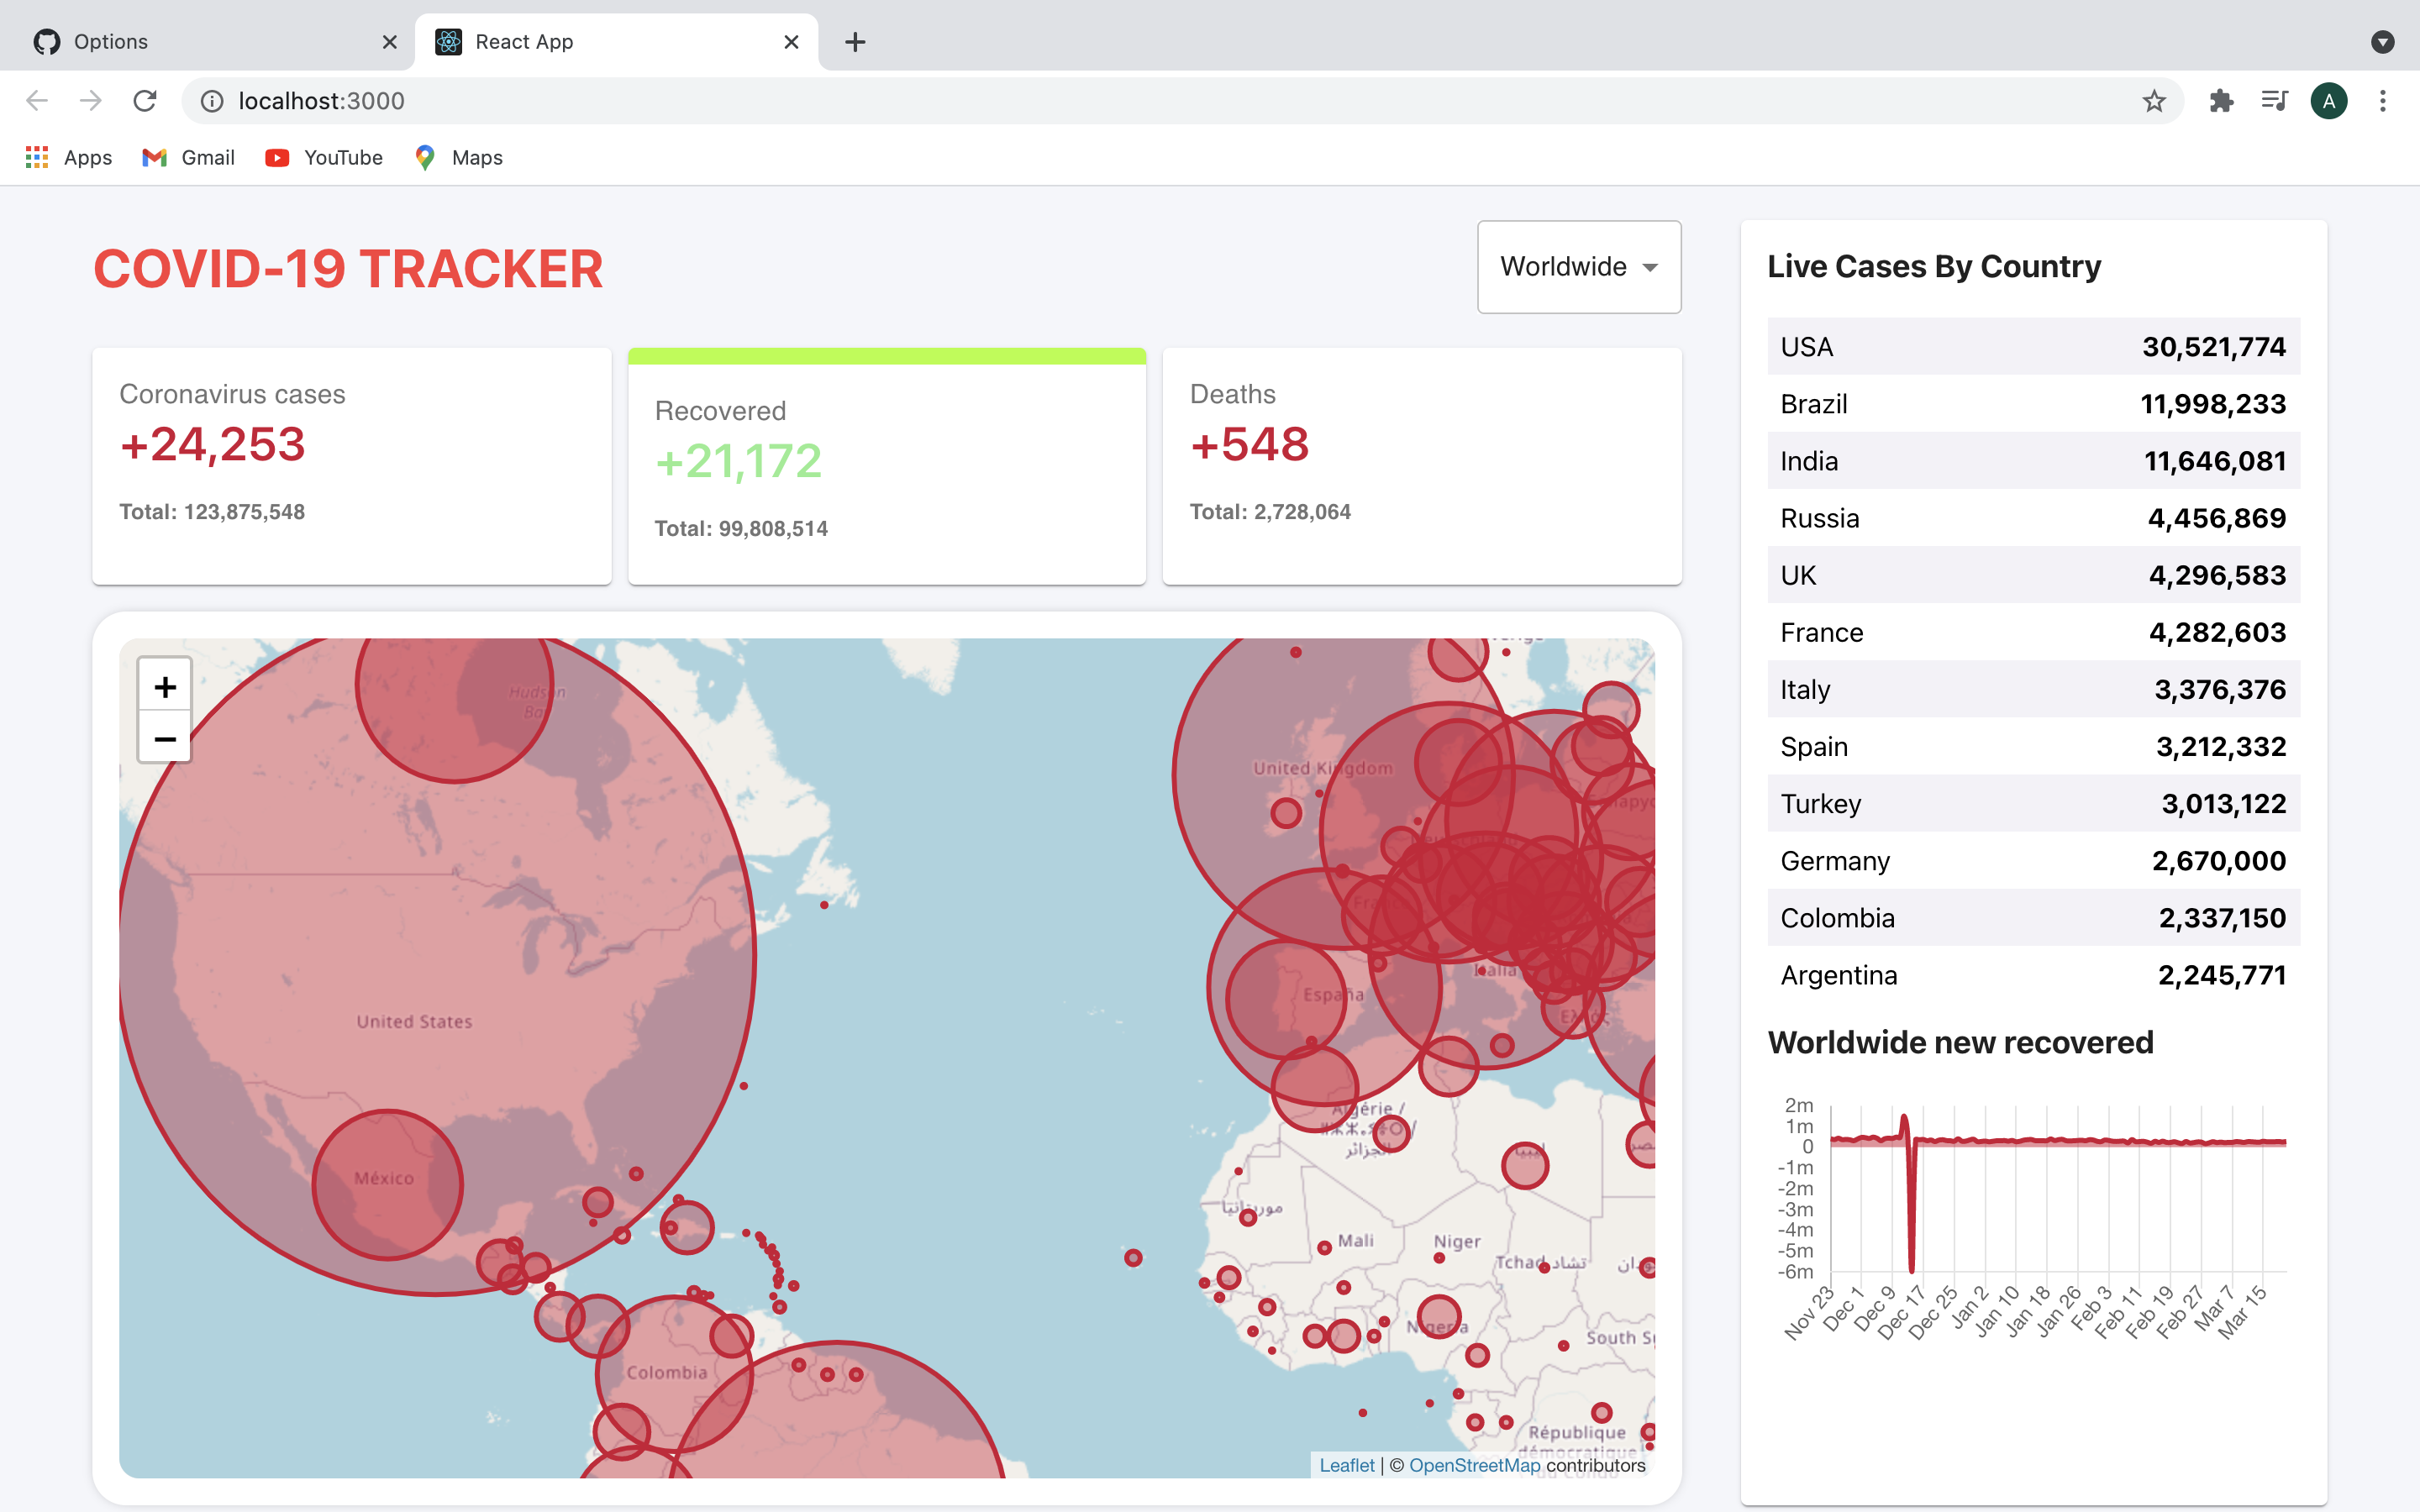 Options
React App
localhost:3000
A
Apps
Gmail
YouTube
Maps
COVID-19 TRACKER
Worldwide
Coronavirus cases
+24,253
Total: 123,875,548
Recovered
+21,172
Total: 99,808,514
Deaths
+548
Total: 2,728,064
+
−
Hudson
United States
México
Colombia
United Kingdom
España
Italia
Algérie /
الجزائر
ليبيا
موريتانيا
Mali
Niger
Tchad تشاد
Nigeria
République
démocratique
Leaflet | © OpenStreetMap contributors
Live Cases By Country
USA 30,521,774
Brazil 11,998,233
India 11,646,081
Russia 4,456,869
UK 4,296,583
France 4,282,603
Italy 3,376,376
Spain 3,212,332
Turkey 3,013,122
Germany 2,670,000
Colombia 2,337,150
Argentina 2,245,771
Worldwide new recovered
2m
1m
0
-1m
-2m
-3m
-4m
-5m
-6m
Nov 23
Dec 1
Dec 9
Dec 17
Dec 25
Jan 2
Jan 10
Jan 18
Jan 26
Feb 3
Feb 11
Feb 19
Feb 27
Mar 7
Mar 15